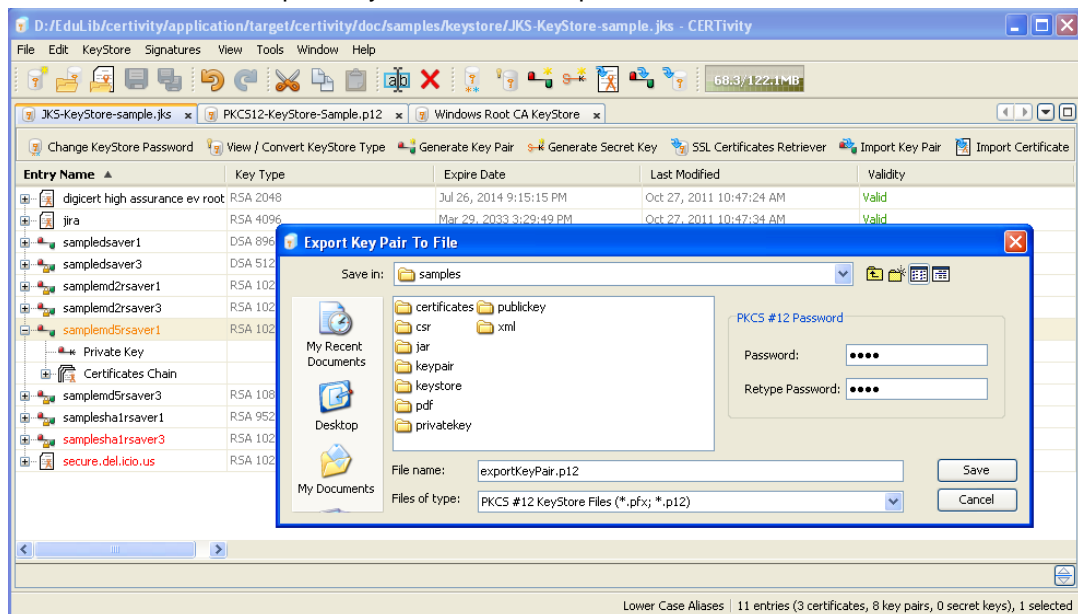 D:/EduLib/certivity/application/target/certivity/doc/samples/keystore/JKS-KeyStore-sample.jks - CERTivity
File Edit KeyStore Signatures View Tools Window Help
68.3/122.1MB
JKS-KeyStore-sample.jks x PKCS12-KeyStore-Sample.p12 x Windows Root CA KeyStore x
Change KeyStore Password View / Convert KeyStore Type Generate Key Pair Generate Secret Key SSL Certificates Retriever Import Key Pair Import Certificate
Entry Name Key Type Expire Date Last Modified Validity
digicert high assurance ev root RSA 2048 Jul 26, 2014 9:15:15 PM Oct 27, 2011 10:47:24 AM Valid
jira RSA 4096 Mar 29, 2033 3:29:49 PM Oct 27, 2011 10:47:34 AM Valid
sampledsaver1 DSA 896
sampledsaver3 DSA 512
samplemd2rsaver1 RSA 102
samplemd2rsaver3 RSA 102
samplemd5rsaver1 RSA 102
Private Key
Certificates Chain
samplemd5rsaver3 RSA 108
samplesha1rsaver1 RSA 952
samplesha1rsaver3 RSA 102
secure.del.icio.us RSA 102
Export Key Pair To File
Save in: samples
My Recent Documents
Desktop
My Documents
certificates publickey
csr xml
jar
keypair
keystore
pdf
privatekey
PKCS #12 Password
Password: ••••
Retype Password: ••••
File name: exportKeyPair.p12 Save
Files of type: PKCS #12 KeyStore Files (*.pfx; *.p12) Cancel
Lower Case Aliases 11 entries (3 certificates, 8 key pairs, 0 secret keys), 1 selected